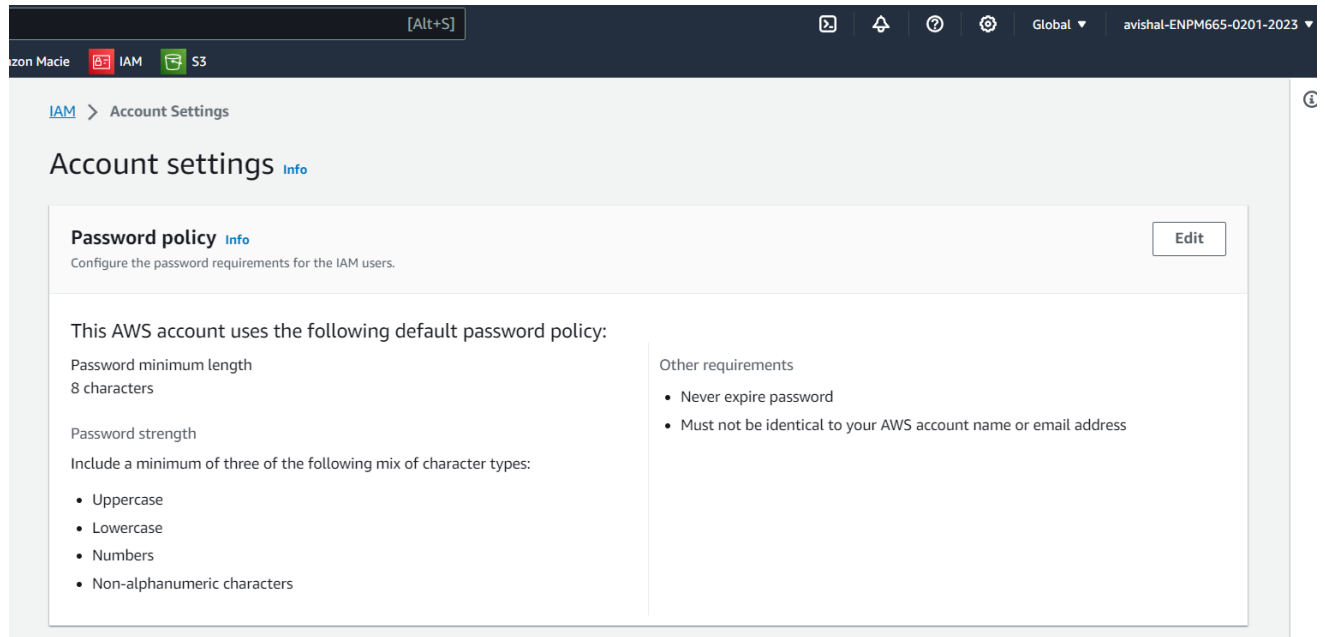 [Alt+S]
Global
avishal-ENPM665-0201-2023
zon Macie
IAM
S3
IAM > Account Settings
Account settings Info
Password policy Info
Edit
Configure the password requirements for the IAM users.
This AWS account uses the following default password policy:
Password minimum length
8 characters
Password strength
Include a minimum of three of the following mix of character types:
• Uppercase
• Lowercase
• Numbers
• Non-alphanumeric characters
Other requirements
• Never expire password
• Must not be identical to your AWS account name or email address